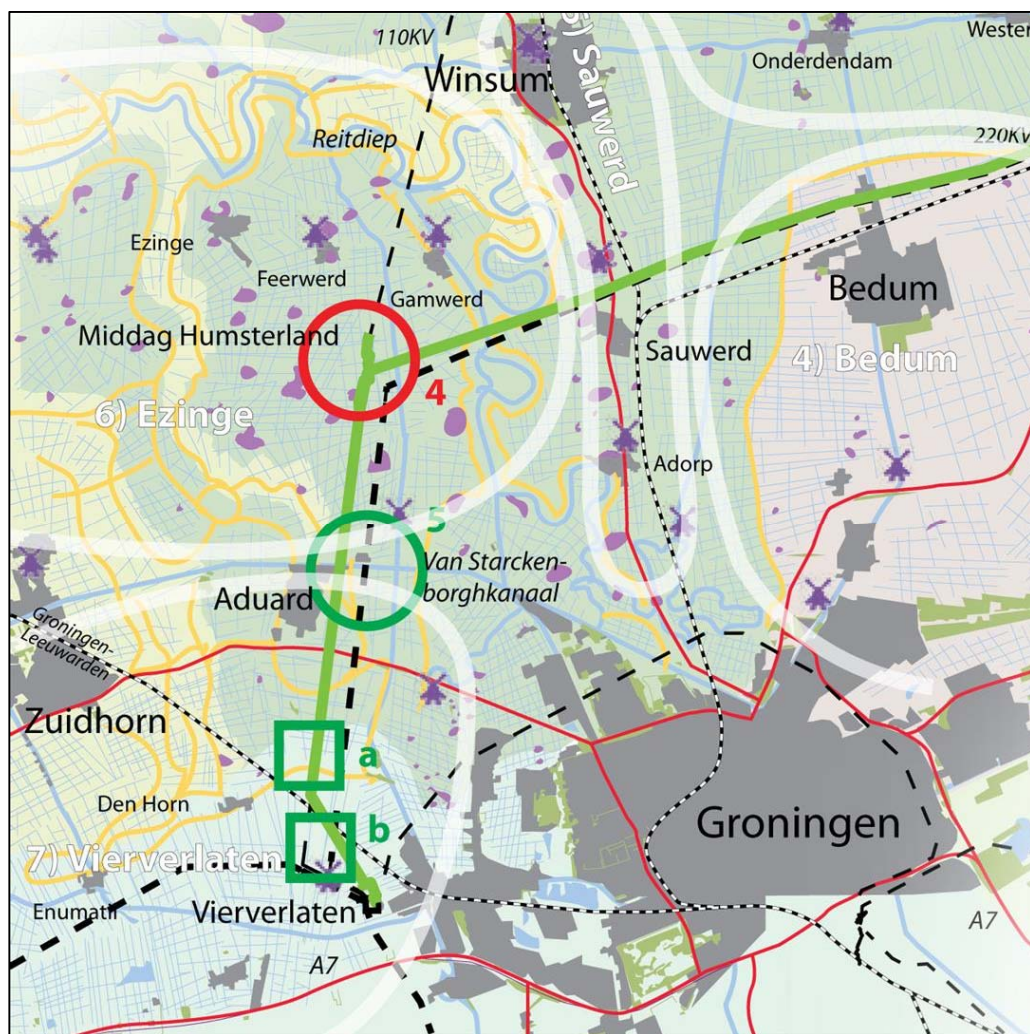 110KV
Winsum
5) Sauwerd
Onderdendam
Wester
Reitdiep
220KV
Ezinge
Feerwerd
Gamwerd
Bedum
Middag Humsterland
Sauwerd
4
4) Bedum
6) Ezinge
Adorp
5
Van Starcken-
borghkanaal
Aduard
Groningen-
Leeuwarden
Zuidhorn
a
Den Horn
b
Groningen
7) Vierverlaten
Enumatil
Vierverlaten
A7
A7